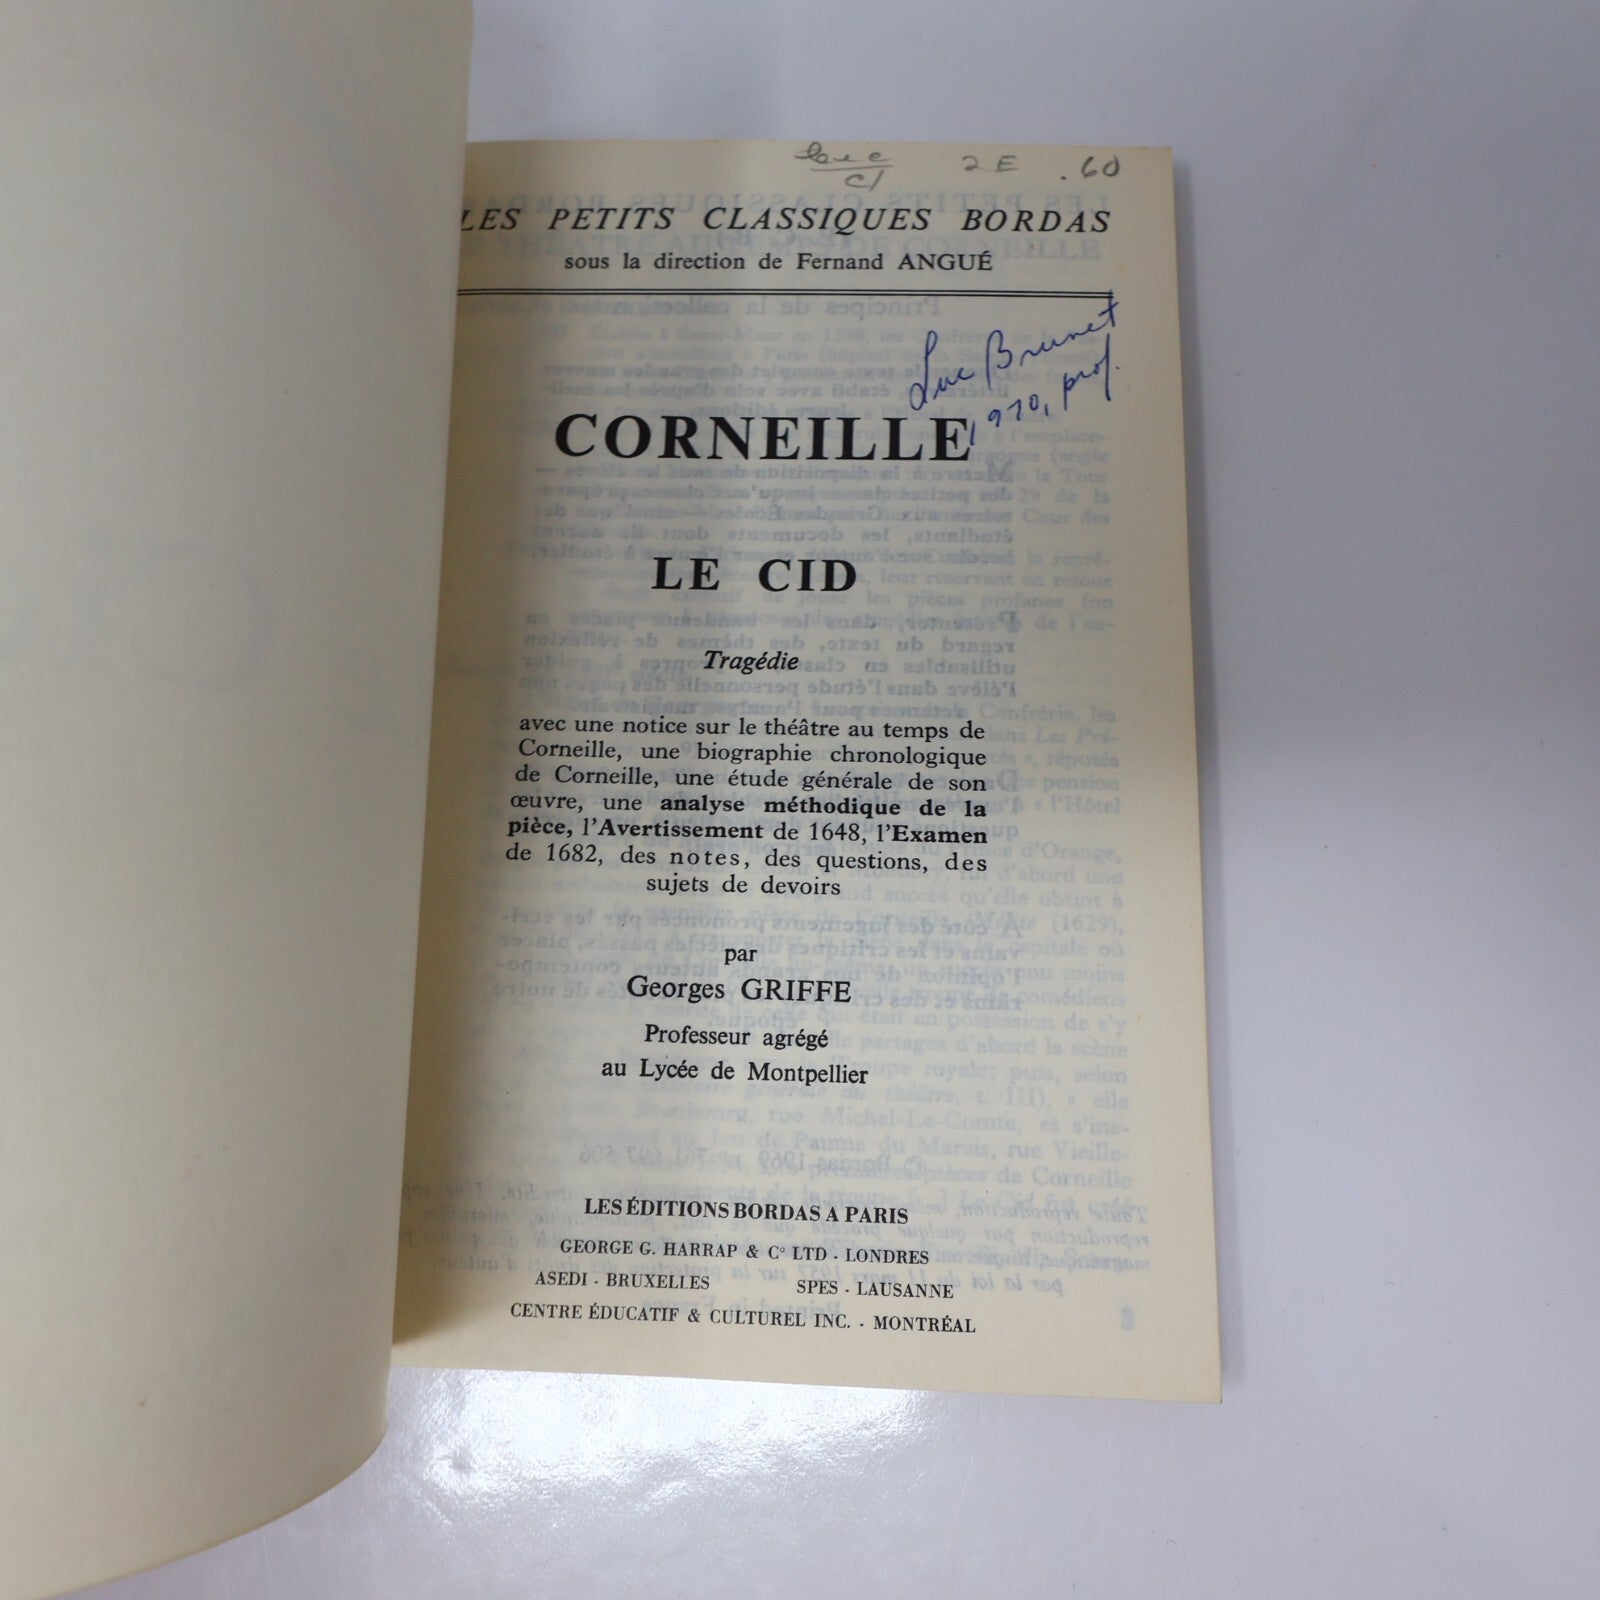 2 E .60
LES PETITS CLASSIQUES BORDAS
sous la direction de Fernand ANGUÉ
Luc Brunet
1970, prof.
CORNEILLE
LE CID
Tragédie
avec une notice sur le théâtre au temps de
Corneille, une biographie chronologique
de Corneille, une étude générale de son
œuvre, une analyse méthodique de la
pièce, l'Avertissement de 1648, l'Examen
de 1682, des notes, des questions, des
sujets de devoirs
par
Georges GRIFFE
Professeur agrégé
au Lycée de Montpellier
LES ÉDITIONS BORDAS A PARIS
GEORGE G. HARRAP & C° LTD - LONDRES
ASEDI - BRUXELLES SPES - LAUSANNE
CENTRE ÉDUCATIF & CULTUREL INC. - MONTRÉAL